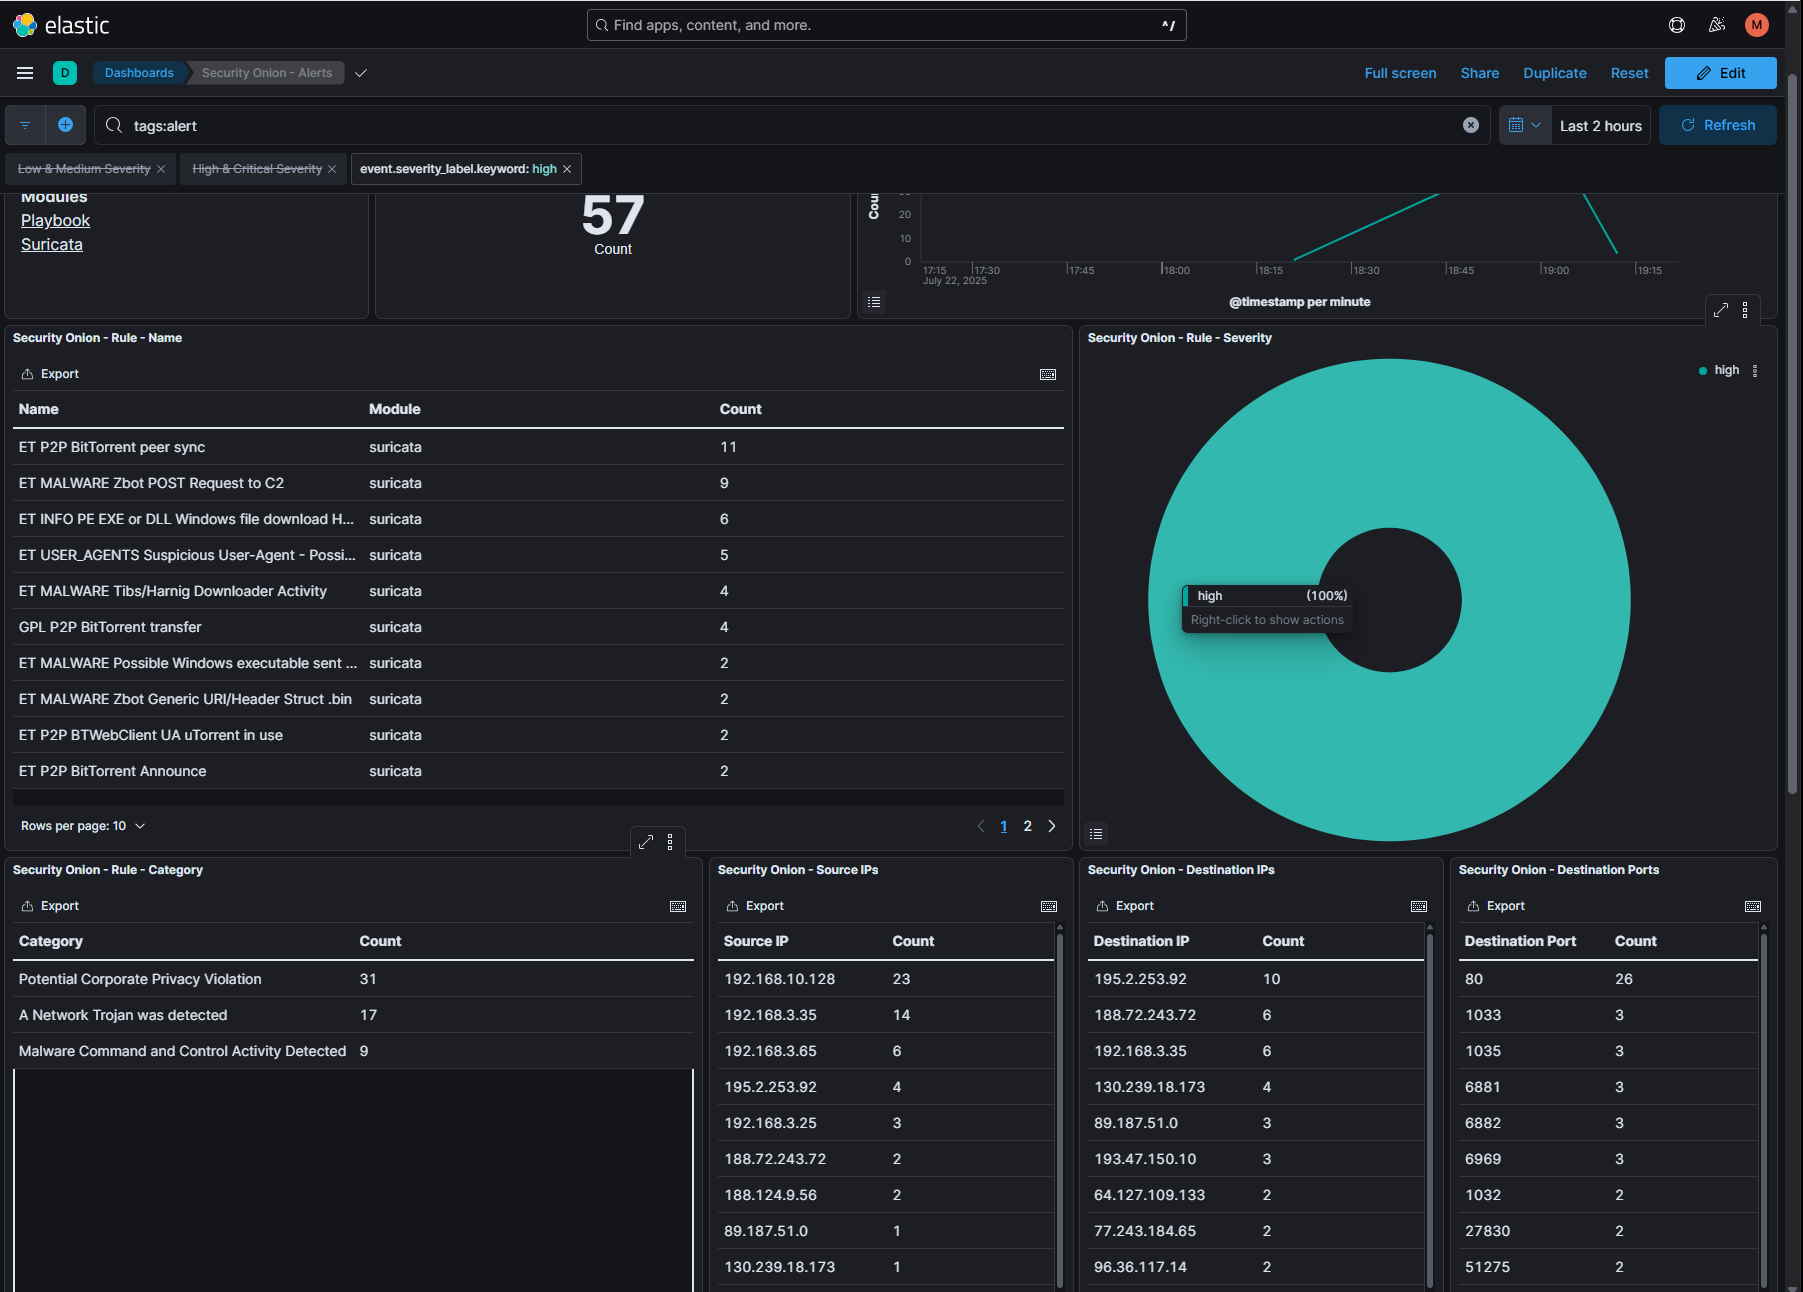 elastic
Find apps, content, and more.
^/
M
D
Dashboards
Security Onion - Alerts
Full screen
Share
Duplicate
Reset
Edit
tags:alert
Last 2 hours
Refresh
Low & Medium Severity
High & Critical Severity
event.severity_label.keyword: high
Modules
Playbook
Suricata
57
Count
20
10
0
17:15
July 22, 2025
17:30
17:45
18:00
18:15
18:30
18:45
19:00
19:15
@timestamp per minute
Security Onion - Rule - Name
Export
Name Module Count
ET P2P BitTorrent peer sync suricata 11
ET MALWARE Zbot POST Request to C2 suricata 9
ET INFO PE EXE or DLL Windows file download H... suricata 6
ET USER_AGENTS Suspicious User-Agent - Possi... suricata 5
ET MALWARE Tibs/Harnig Downloader Activity suricata 4
GPL P2P BitTorrent transfer suricata 4
ET MALWARE Possible Windows executable sent ... suricata 2
ET MALWARE Zbot Generic URI/Header Struct .bin suricata 2
ET P2P BTWebClient UA uTorrent in use suricata 2
ET P2P BitTorrent Announce suricata 2
Rows per page: 10
1 2
Security Onion - Rule - Severity
high
high (100%)
Right-click to show actions
Security Onion - Rule - Category
Export
Category Count
Potential Corporate Privacy Violation 31
A Network Trojan was detected 17
Malware Command and Control Activity Detected 9
Security Onion - Source IPs
Export
Source IP Count
192.168.10.128 23
192.168.3.35 14
192.168.3.65 6
195.2.253.92 4
192.168.3.25 3
188.72.243.72 2
188.124.9.56 2
89.187.51.0 1
130.239.18.173 1
Security Onion - Destination IPs
Export
Destination IP Count
195.2.253.92 10
188.72.243.72 6
192.168.3.35 6
130.239.18.173 4
89.187.51.0 3
193.47.150.10 3
64.127.109.133 2
77.243.184.65 2
96.36.117.14 2
Security Onion - Destination Ports
Export
Destination Port Count
80 26
1033 3
1035 3
6881 3
6882 3
6969 3
1032 2
27830 2
51275 2